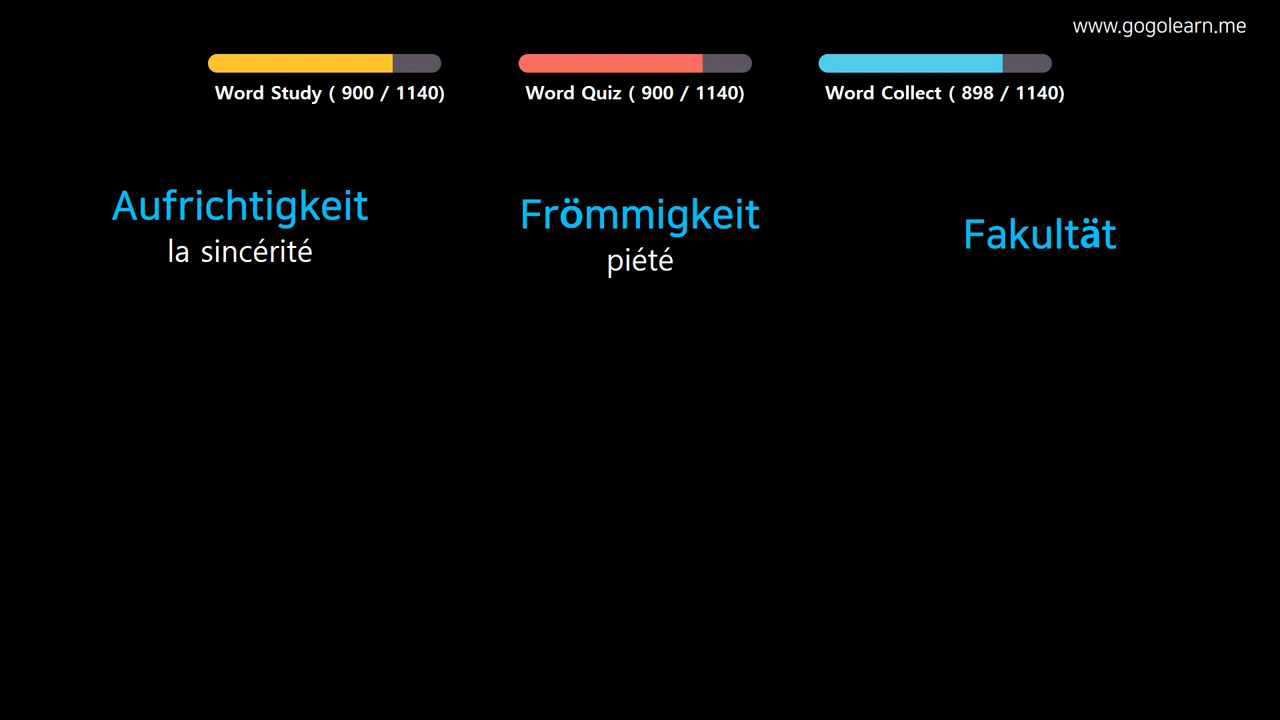 www.gogolearn.me
Word Study ( 900 / 1140)
Word Quiz ( 900 / 1140)
Word Collect ( 898 / 1140)
Aufrichtigkeit
la sincérité
Frömmigkeit
piété
Fakultät